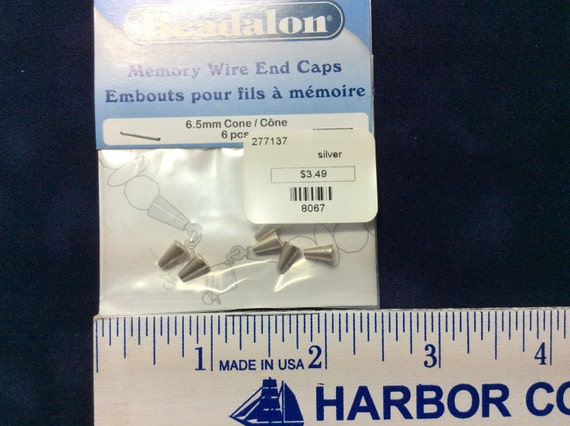 Beadalon®
Memory Wire End Caps
Embouts pour fils à mémoire
6.5mm Cone / Cône
6 pcs
277137
silver
$3.49
8067
1 MADE IN USA 2 3 4
HARBOR CO